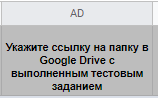 AD
Укажите ссылку на папку в
Google Drive с
выполненным тестовым
заданием